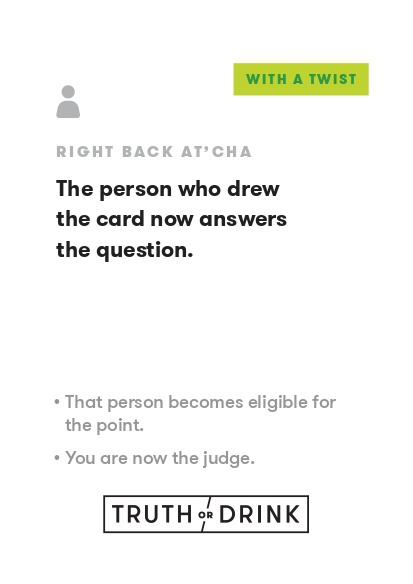 WITH A TWIST
RIGHT BACK AT'CHA
The person who drew
the card now answers
the question.
• That person becomes eligible for
the point.
• You are now the judge.
TRUTH OR DRINK